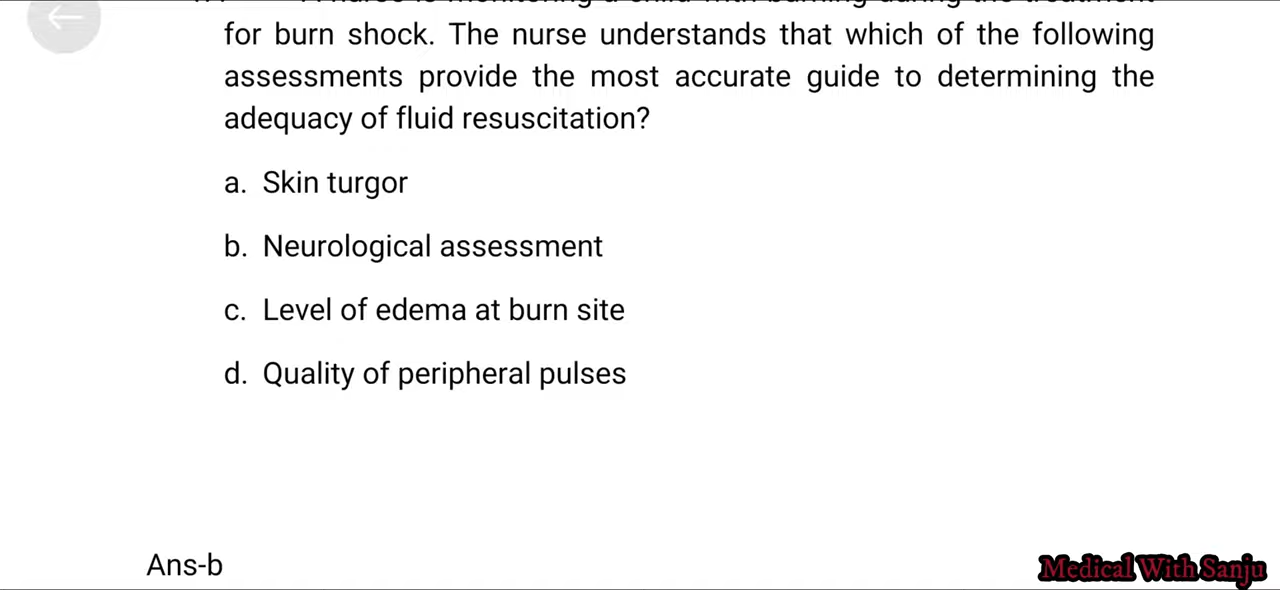 for burn shock. The nurse understands that which of the following
assessments provide the most accurate guide to determining the
adequacy of fluid resuscitation?
a. Skin turgor
b. Neurological assessment
c. Level of edema at burn site
d. Quality of peripheral pulses
Ans-b
Medical With Sanju